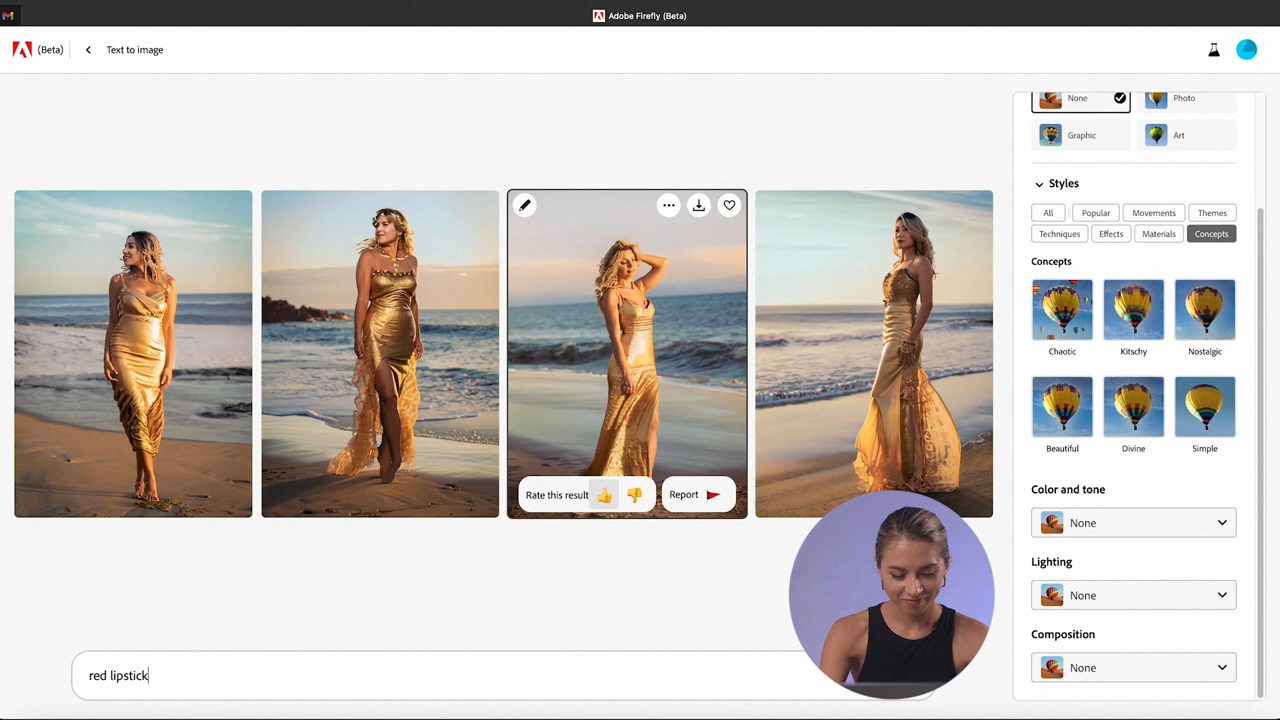 Adobe Firefly (Beta)
(Beta)
Text to image
None
Photo
Graphic
Art
Styles
All
Popular
Movements
Themes
Techniques
Effects
Materials
Concepts
Concepts
Chaotic
Kitschy
Nostalgic
Beautiful
Divine
Simple
Color and tone
None
Lighting
None
Composition
None
Rate this result
Report
red lipstick